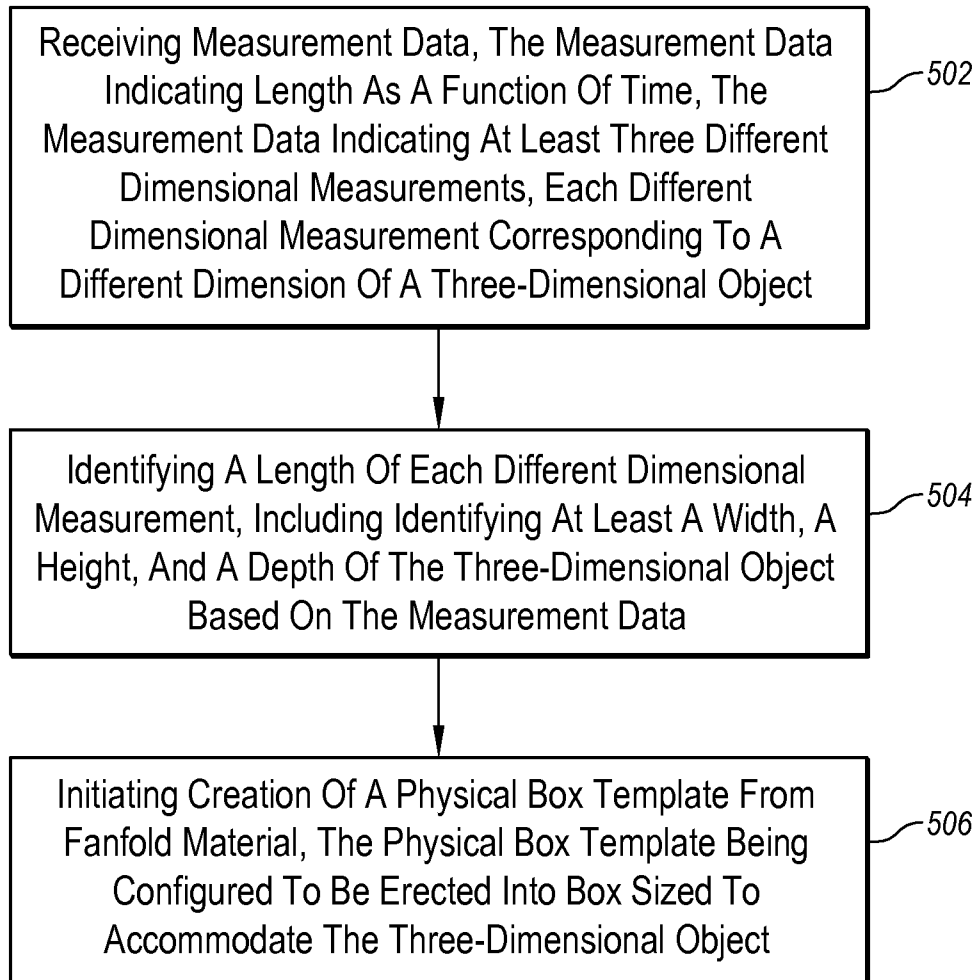 Receiving Measurement Data, The Measurement Data
Indicating Length As A Function Of Time, The
Measurement Data Indicating At Least Three Different
Dimensional Measurements, Each Different
Dimensional Measurement Corresponding To A
Different Dimension Of A Three-Dimensional Object
502
Identifying A Length Of Each Different Dimensional
Measurement, Including Identifying At Least A Width, A
Height, And A Depth Of The Three-Dimensional Object
Based On The Measurement Data
504
Initiating Creation Of A Physical Box Template From
Fanfold Material, The Physical Box Template Being
Configured To Be Erected Into Box Sized To
Accommodate The Three-Dimensional Object
506